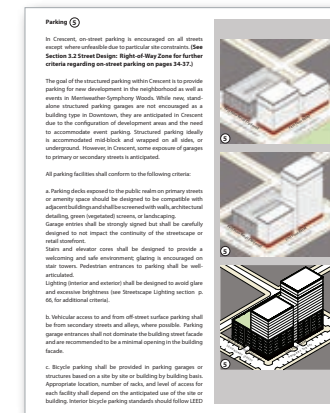 Parking S
In Crescent, on-street parking is encouraged on all streets
except where unfeasible due to particular site constraints. (See
Section 3.2 Street Design: Right-of-Way Zone for further
criteria regarding on-street parking on pages 34-37.)
The goal of the structured parking within Crescent is to provide
parking for new development in the neighborhood as well as
events in Merriweather-Symphony Woods. While new, stand-
alone structured parking garages are not encouraged as a
building type in Downtown, they are anticipated in Crescent
due to the configuration of development areas and the need
to accommodate event parking. Structured parking ideally
is accommodated mid-block and wrapped on all sides, or
underground. However, in Crescent, some exposure of garages
to primary or secondary streets is anticipated.
All parking facilities shall conform to the following criteria:
a. Parking decks exposed to the public realm on primary streets
or amenity space should be designed to be compatible with
adjacent buildings and shall be screened with walls, architectural
detailing, green (vegetated) screens, or landscaping.
Garage entries shall be strongly signed but shall be carefully
designed to not impact the continuity of the streetscape or
retail storefront.
Stairs and elevator cores shall be designed to provide a
welcoming and safe environment; glazing is encouraged on
stair towers. Pedestrian entrances to parking shall be well-
articulated.
Lighting (interior and exterior) shall be designed to avoid glare
and excessive brightness (see Streetscape Lighting section p.
66, for additional criteria).
b. Vehicular access to and from off-street surface parking shall
be from secondary streets and alleys, where possible. Parking
garage entrances shall not dominate the building street facade
and are recommended to be a minimal opening in the building
facade.
c. Bicycle parking shall be provided in parking garages or
structures based on a site by site or building by building basis.
Appropriate location, number of racks, and level of access for
each facility shall depend on the anticipated use of the site or
building. Interior bicycle parking standards should follow LEED
S
S
S